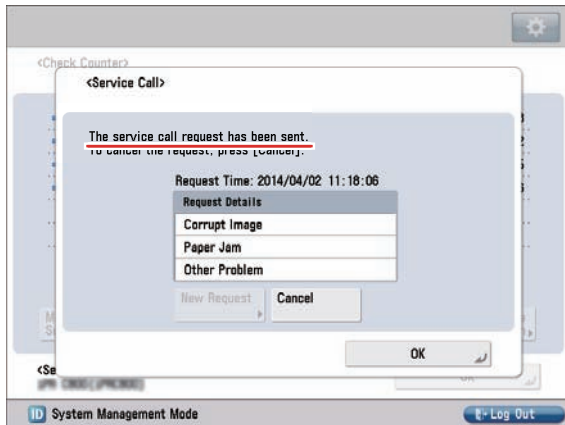 <Check Counter>
<Service Call>
The service call request has been sent.
To cancel the request, press [Cancel].
Request Time: 2014/04/02 11:18:06
Request Details
Corrupt Image
Paper Jam
Other Problem
New Request
Cancel
OK
<Se
ID System Management Mode
Log Out